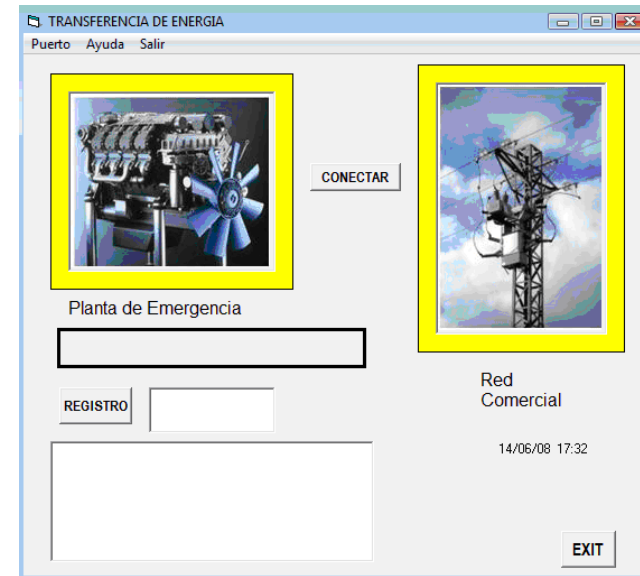 TRANSFERENCIA DE ENERGIA
Puerto Ayuda Salir
CONECTAR
Planta de Emergencia
Red
Comercial
REGISTRO
14/06/08 17:32
EXIT